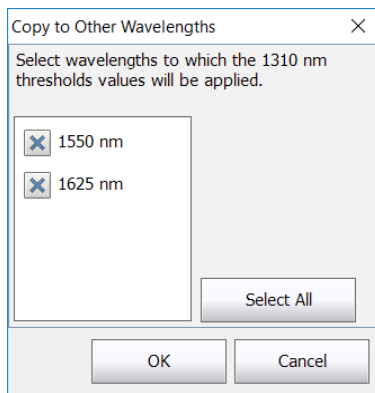 Copy to Other Wavelengths
Select wavelengths to which the 1310 nm
thresholds values will be applied.
1550 nm
1625 nm
Select All
OK
Cancel